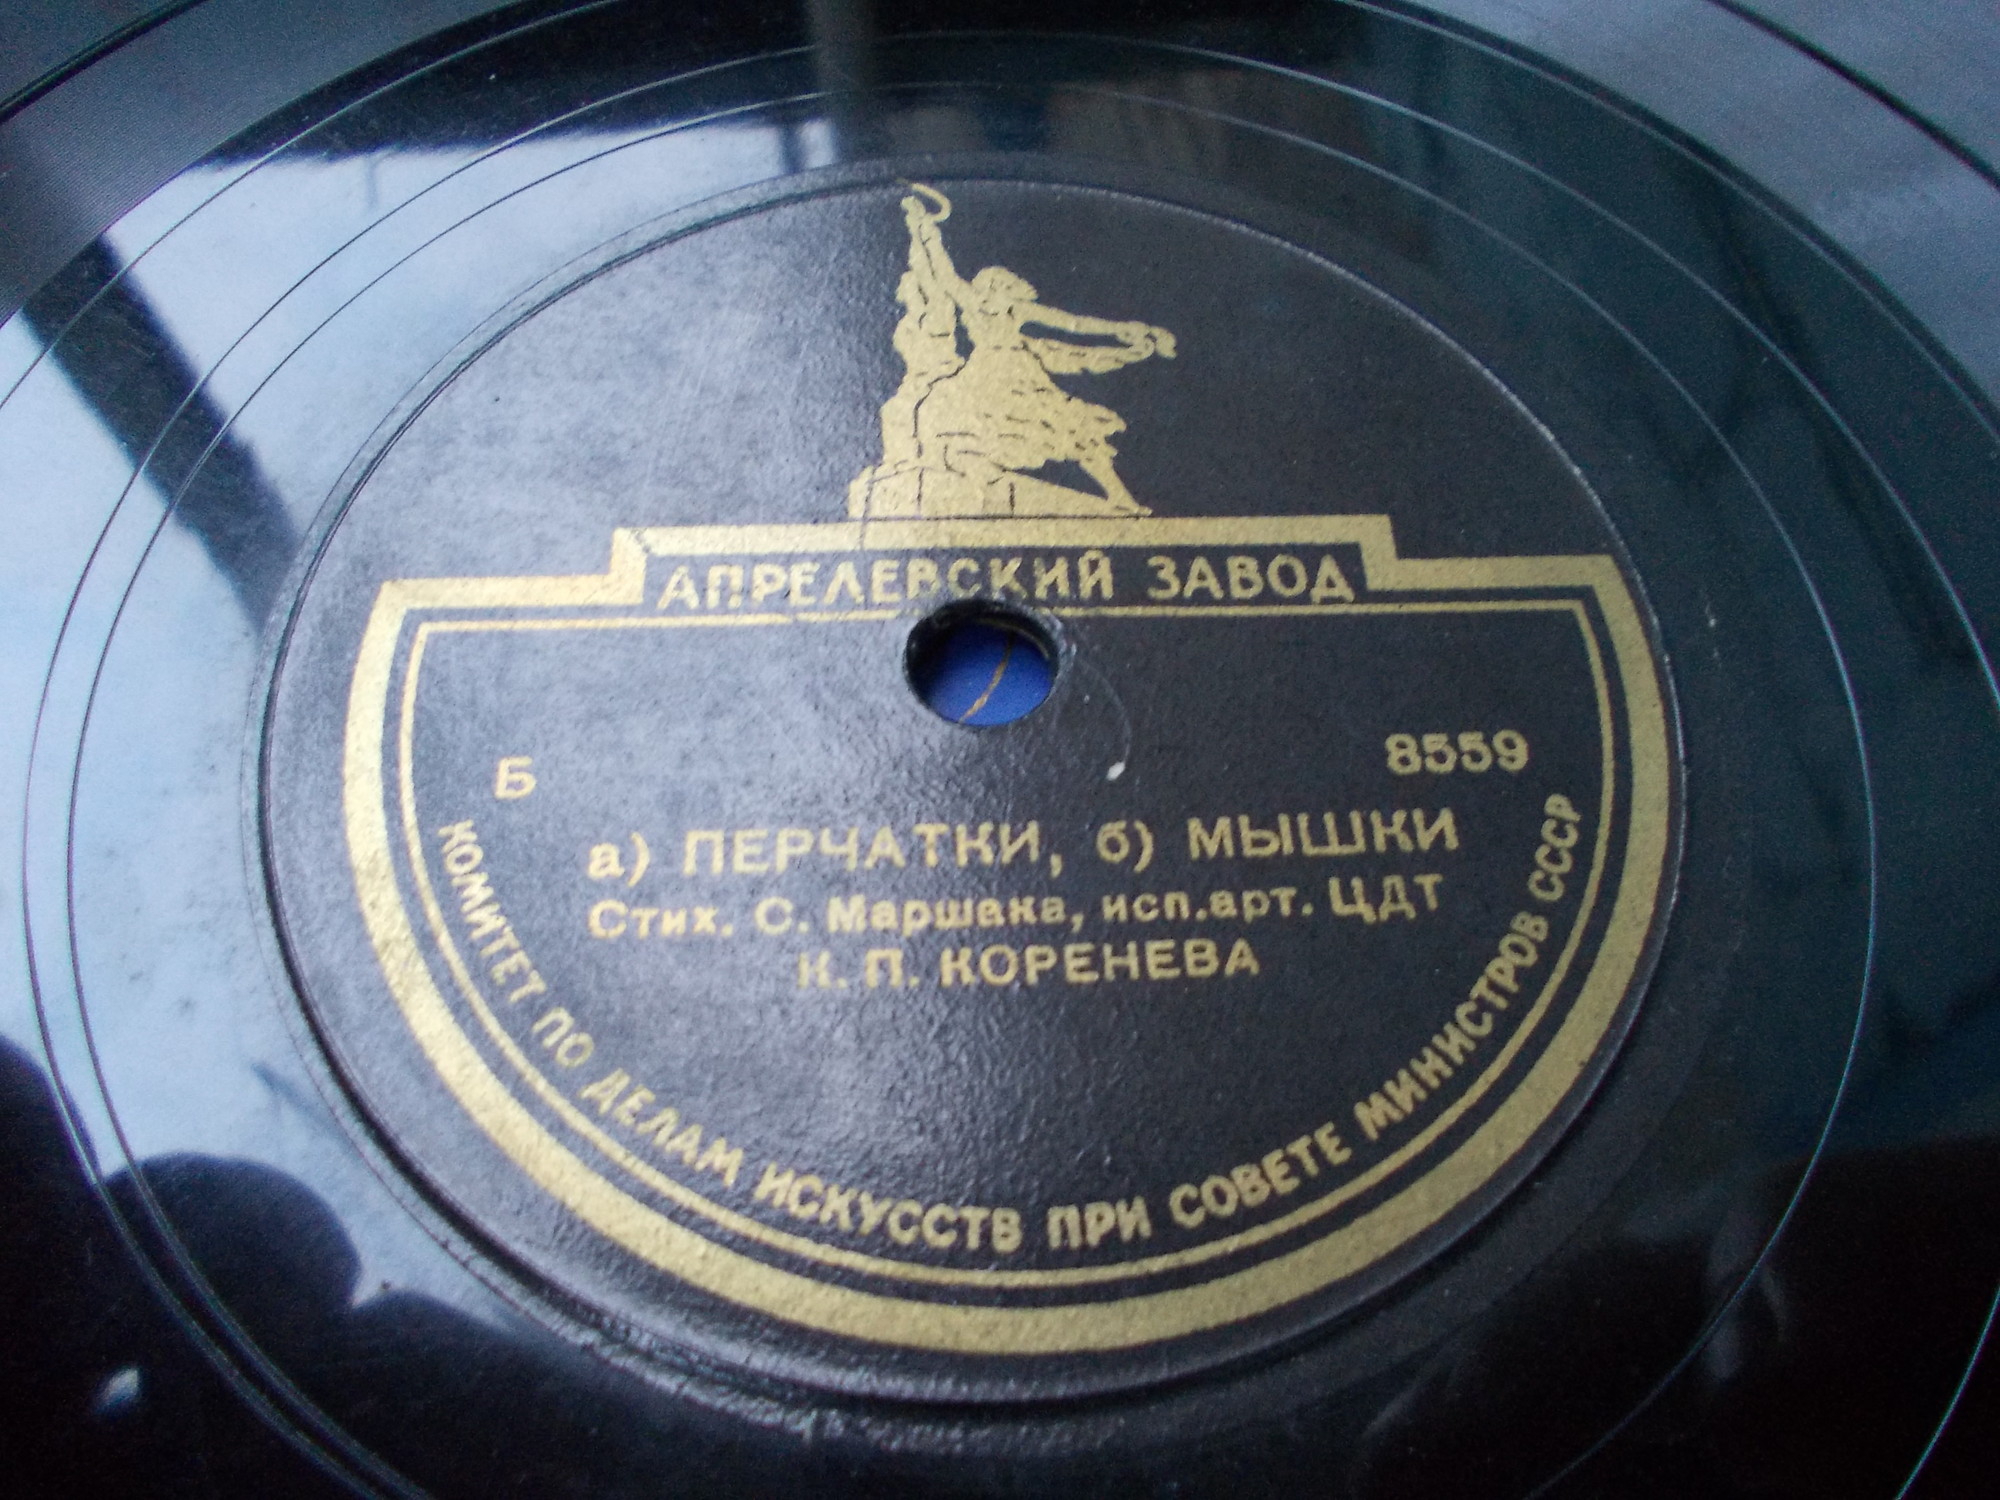 АПРЕЛЕВСКИЙ ЗАВОД
Б 8559
а) ПЕРЧАТКИ, б) МЫШКИ
Стих. С. Маршака, исп. арт. ЦДТ
К. П. КОРЕНЕВА
КОМИТЕТ ПО ДЕЛАМ ИСКУССТВ ПРИ СОВЕТЕ МИНИСТРОВ СССР